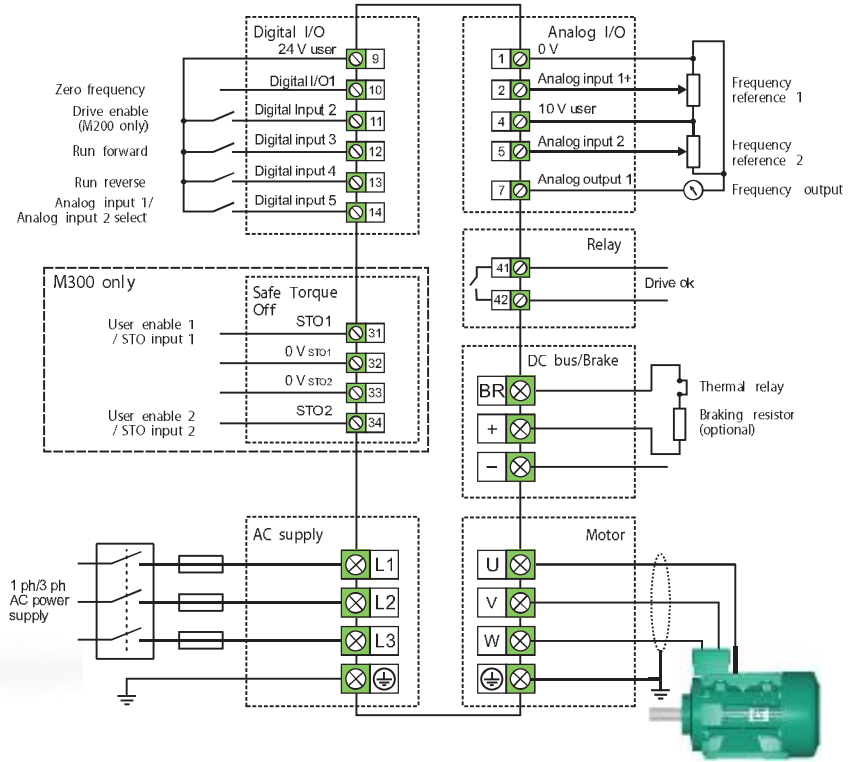 Digital I/O
24 V user
9
Zero frequency
Digital I/O1
10
Drive enable
(M200 only)
Digital Input 2
11
Run forward
Digital input 3
12
Run reverse
Digital input 4
13
Analog input 1/
Analog input 2 select
Digital input 5
14
Analog I/O
1
0 V
2
Analog input 1+
Frequency
reference 1
4
10 V user
5
Analog input 2
Frequency
reference 2
7
Analog output 1
Frequency output
Relay
41
42
Drive ok
M300 only
Safe Torque
Off
User enable 1
/ STO input 1
STO1
31
0 V STO1
32
0 V STO2
33
User enable 2
/ STO input 2
STO2
34
DC bus/Brake
BR
+
−
Thermal relay
Braking resistor
(optional)
AC supply
1 ph/3 ph
AC power
supply
L1
L2
L3
Motor
U
V
W